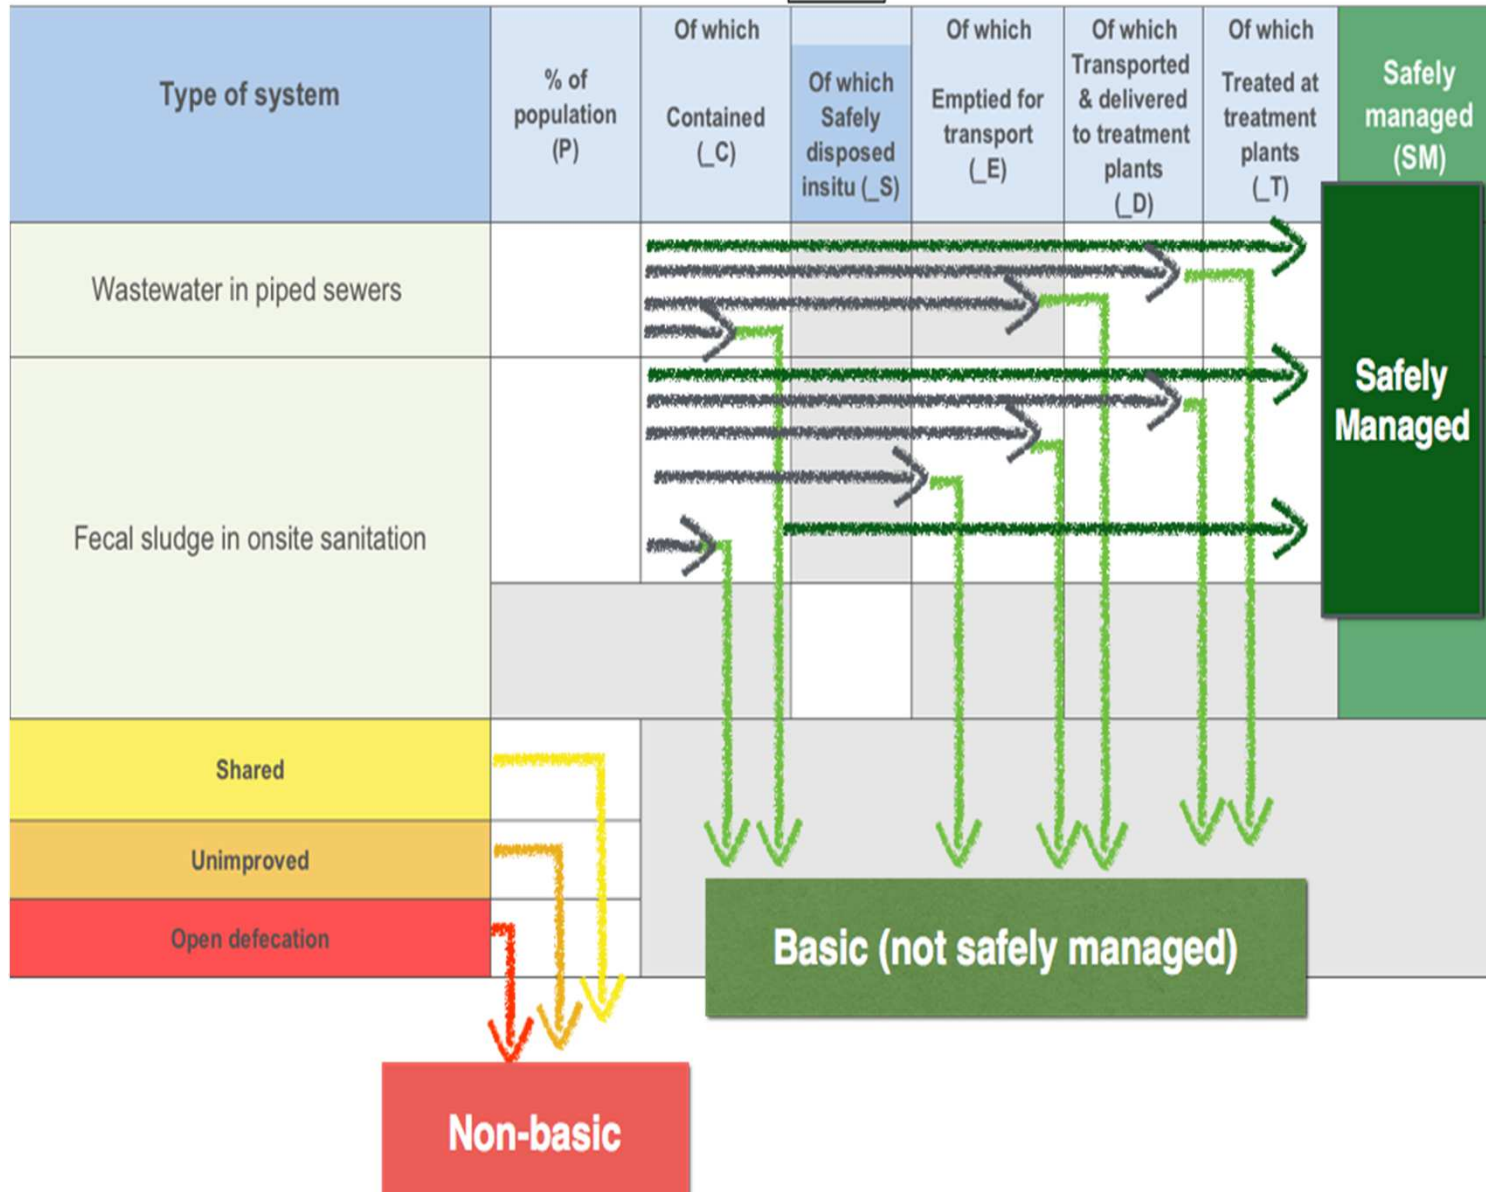 Type of system
% of
population
(P)
Of which
Contained
(_C)
Of which
Safely
disposed
insitu (_S)
Of which
Emptied for
transport
(_E)
Of which
Transported
& delivered
to treatment
plants
(_D)
Of which
Treated at
treatment
plants
(_T)
Safely
managed
(SM)
Wastewater in piped sewers
Safely
Managed
Fecal sludge in onsite sanitation
Shared
Unimproved
Open defecation
Basic (not safely managed)
Non-basic